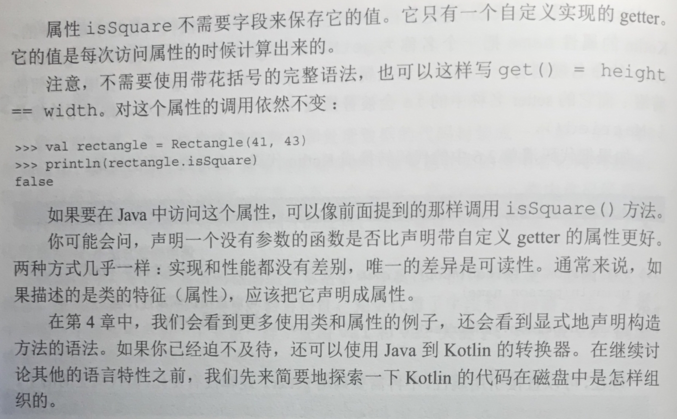 属性 isSquare 不需要字段来保存它的值。它只有一个自定义实现的 getter。
它的值是每次访问属性的时候计算出来的。
注意，不需要使用带花括号的完整语法，也可以这样写 get() = height
== width。对这个属性的调用依然不变：
>>> val rectangle = Rectangle(41, 43)
>>> println(rectangle.isSquare)
false
如果要在 Java 中访问这个属性，可以像前面提到的那样调用 isSquare() 方法。
你可能会问，声明一个没有参数的函数是否比声明带自定义 getter 的属性更好。
两种方式几乎一样：实现和性能都没有差别，唯一的差异是可读性。通常来说，如
果描述的是类的特征（属性），应该把它声明成属性。
在第 4 章中，我们会看到更多使用类和属性的例子，还会看到显式地声明构造
方法的语法。如果你已经迫不及待，还可以使用 Java 到 Kotlin 的转换器。在继续讨
论其他的语言特性之前，我们先来简要地探索一下 Kotlin 的代码在磁盘中是怎样组
织的。